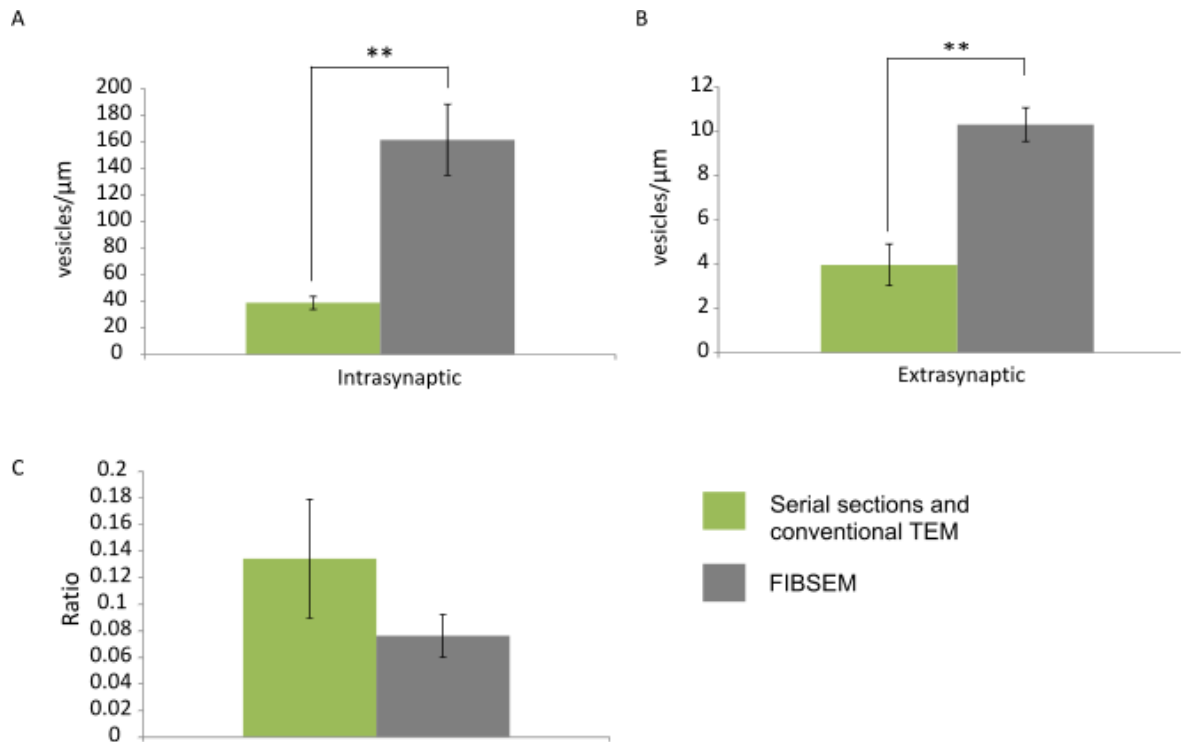 A
**
200
180
160
140
120
100
80
60
40
20
0
vesicles/µm
Intrasynaptic
B
**
12
10
8
6
4
2
0
vesicles/µm
Extrasynaptic
C
0.2
0.18
0.16
0.14
0.12
0.1
0.08
0.06
0.04
0.02
0
Ratio
Serial sections and
conventional TEM
FIBSEM